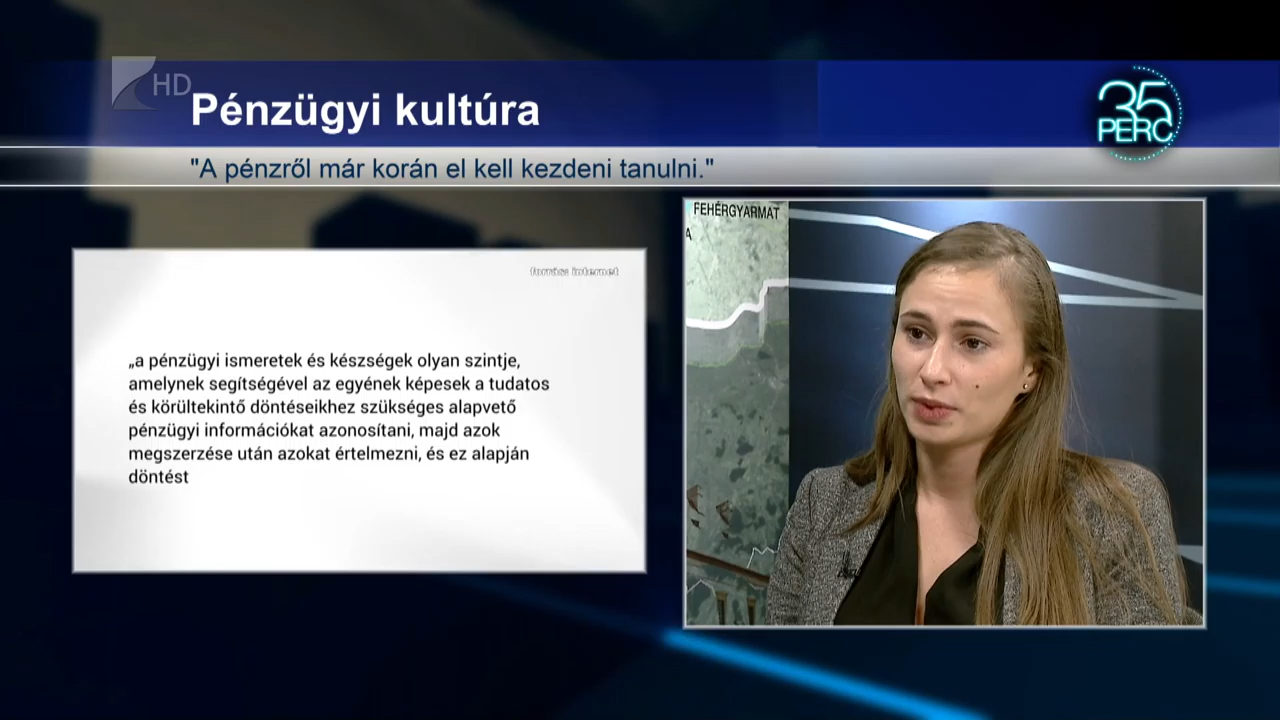 HD
Pénzügyi kultúra
35
PERC
"A pénzről már korán el kell kezdeni tanulni."
FEHÉRGYARMAT
A
forrás: internet
„a pénzügyi ismeretek és készségek olyan szintje,
amelynek segítségével az egyének képesek a tudatos
és körültekintő döntéseikhez szükséges alapvető
pénzügyi információkat azonosítani, majd azok
megszerzése után azokat értelmezni, és ez alapján
döntést